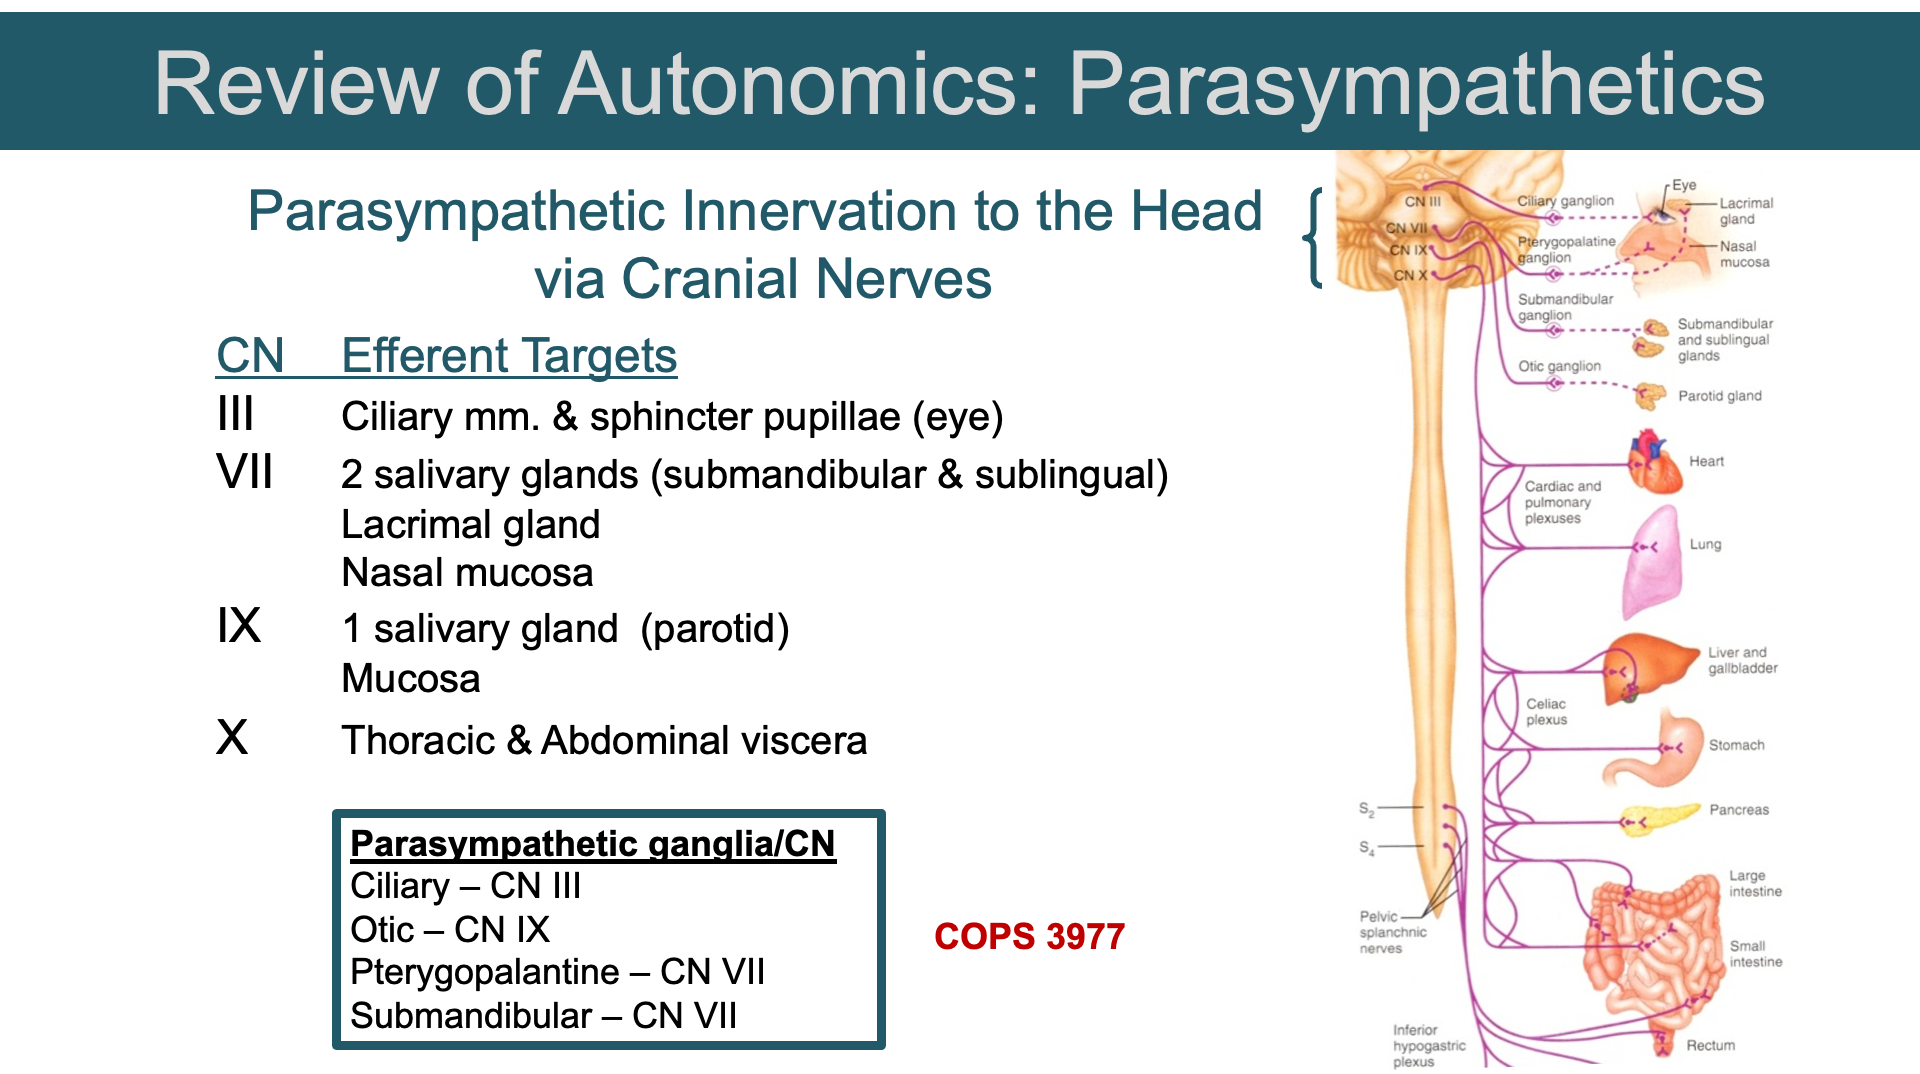 Review of Autonomics: Parasympathetics
Parasympathetic Innervation to the Head
via Cranial Nerves
CN Efferent Targets
III Ciliary mm. & sphincter pupillae (eye)
VII 2 salivary glands (submandibular & sublingual)
Lacrimal gland
Nasal mucosa
IX 1 salivary gland (parotid)
Mucosa
X Thoracic & Abdominal viscera
Parasympathetic ganglia/CN
Ciliary – CN III
Otic – CN IX
Pterygopalantine – CN VII
Submandibular – CN VII
COPS 3977
CN III
CN VII
CN IX
CN X
Ciliary ganglion
Pterygopalatine
ganglion
Submandibular
ganglion
Otic ganglion
Eye
Lacrimal
gland
Nasal
mucosa
Submandibular
and sublingual
glands
Parotid gland
Heart
Cardiac and
pulmonary
plexuses
Lung
Liver and
gallbladder
Celiac
plexus
Stomach
Pancreas
S2
S4
Large
intestine
Pelvic
splanchnic
nerves
Small
intestine
Inferior
hypogastric
plexus
Rectum